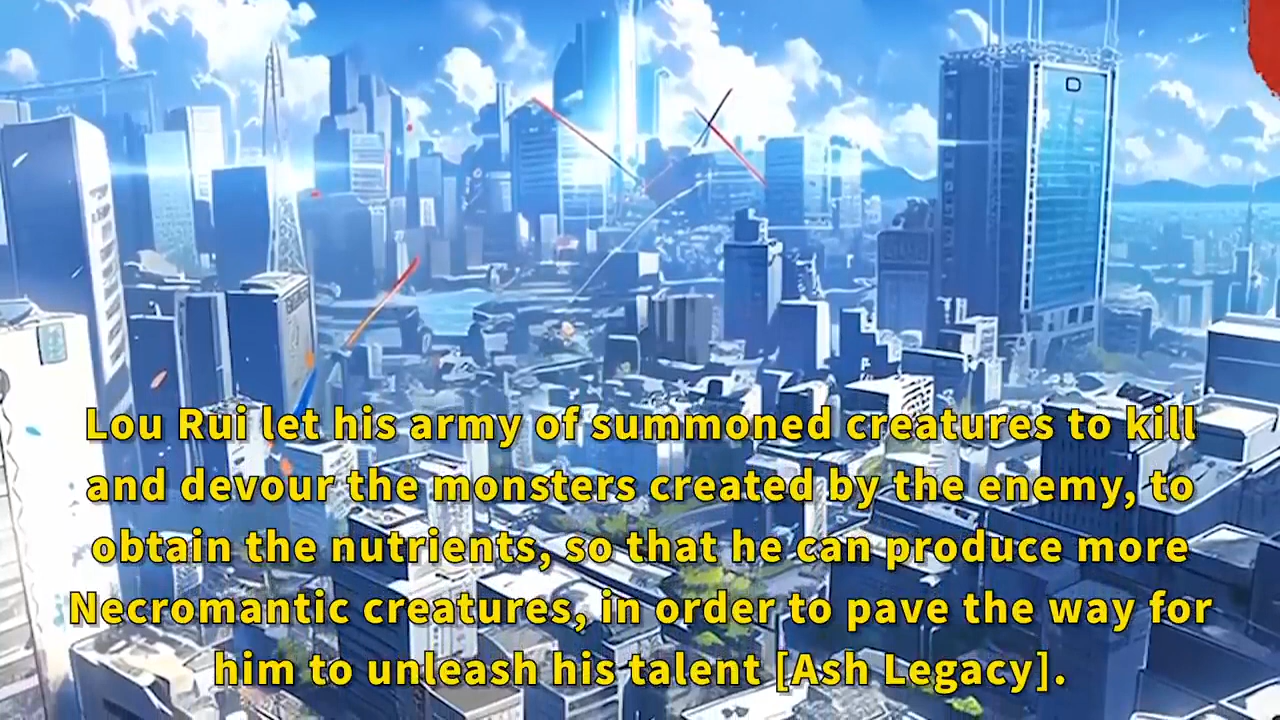 Lou Rui let his army of summoned creatures to kill
and devour the monsters created by the enemy, to
obtain the nutrients, so that he can produce more
Necromantic creatures, in order to pave the way for
him to unleash his talent [Ash Legacy].